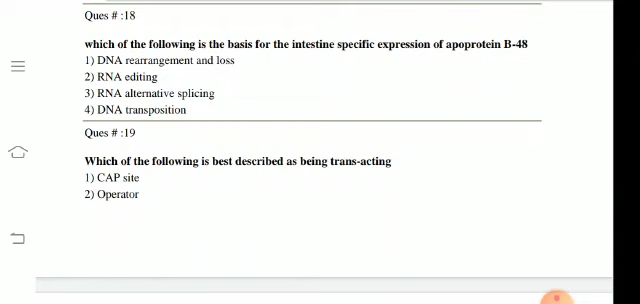 Ques # :18
which of the following is the basis for the intestine specific expression of apoprotein B-48
1) DNA rearrangement and loss
2) RNA editing
3) RNA alternative splicing
4) DNA transposition
Ques # :19
Which of the following is best described as being trans-acting
1) CAP site
2) Operator